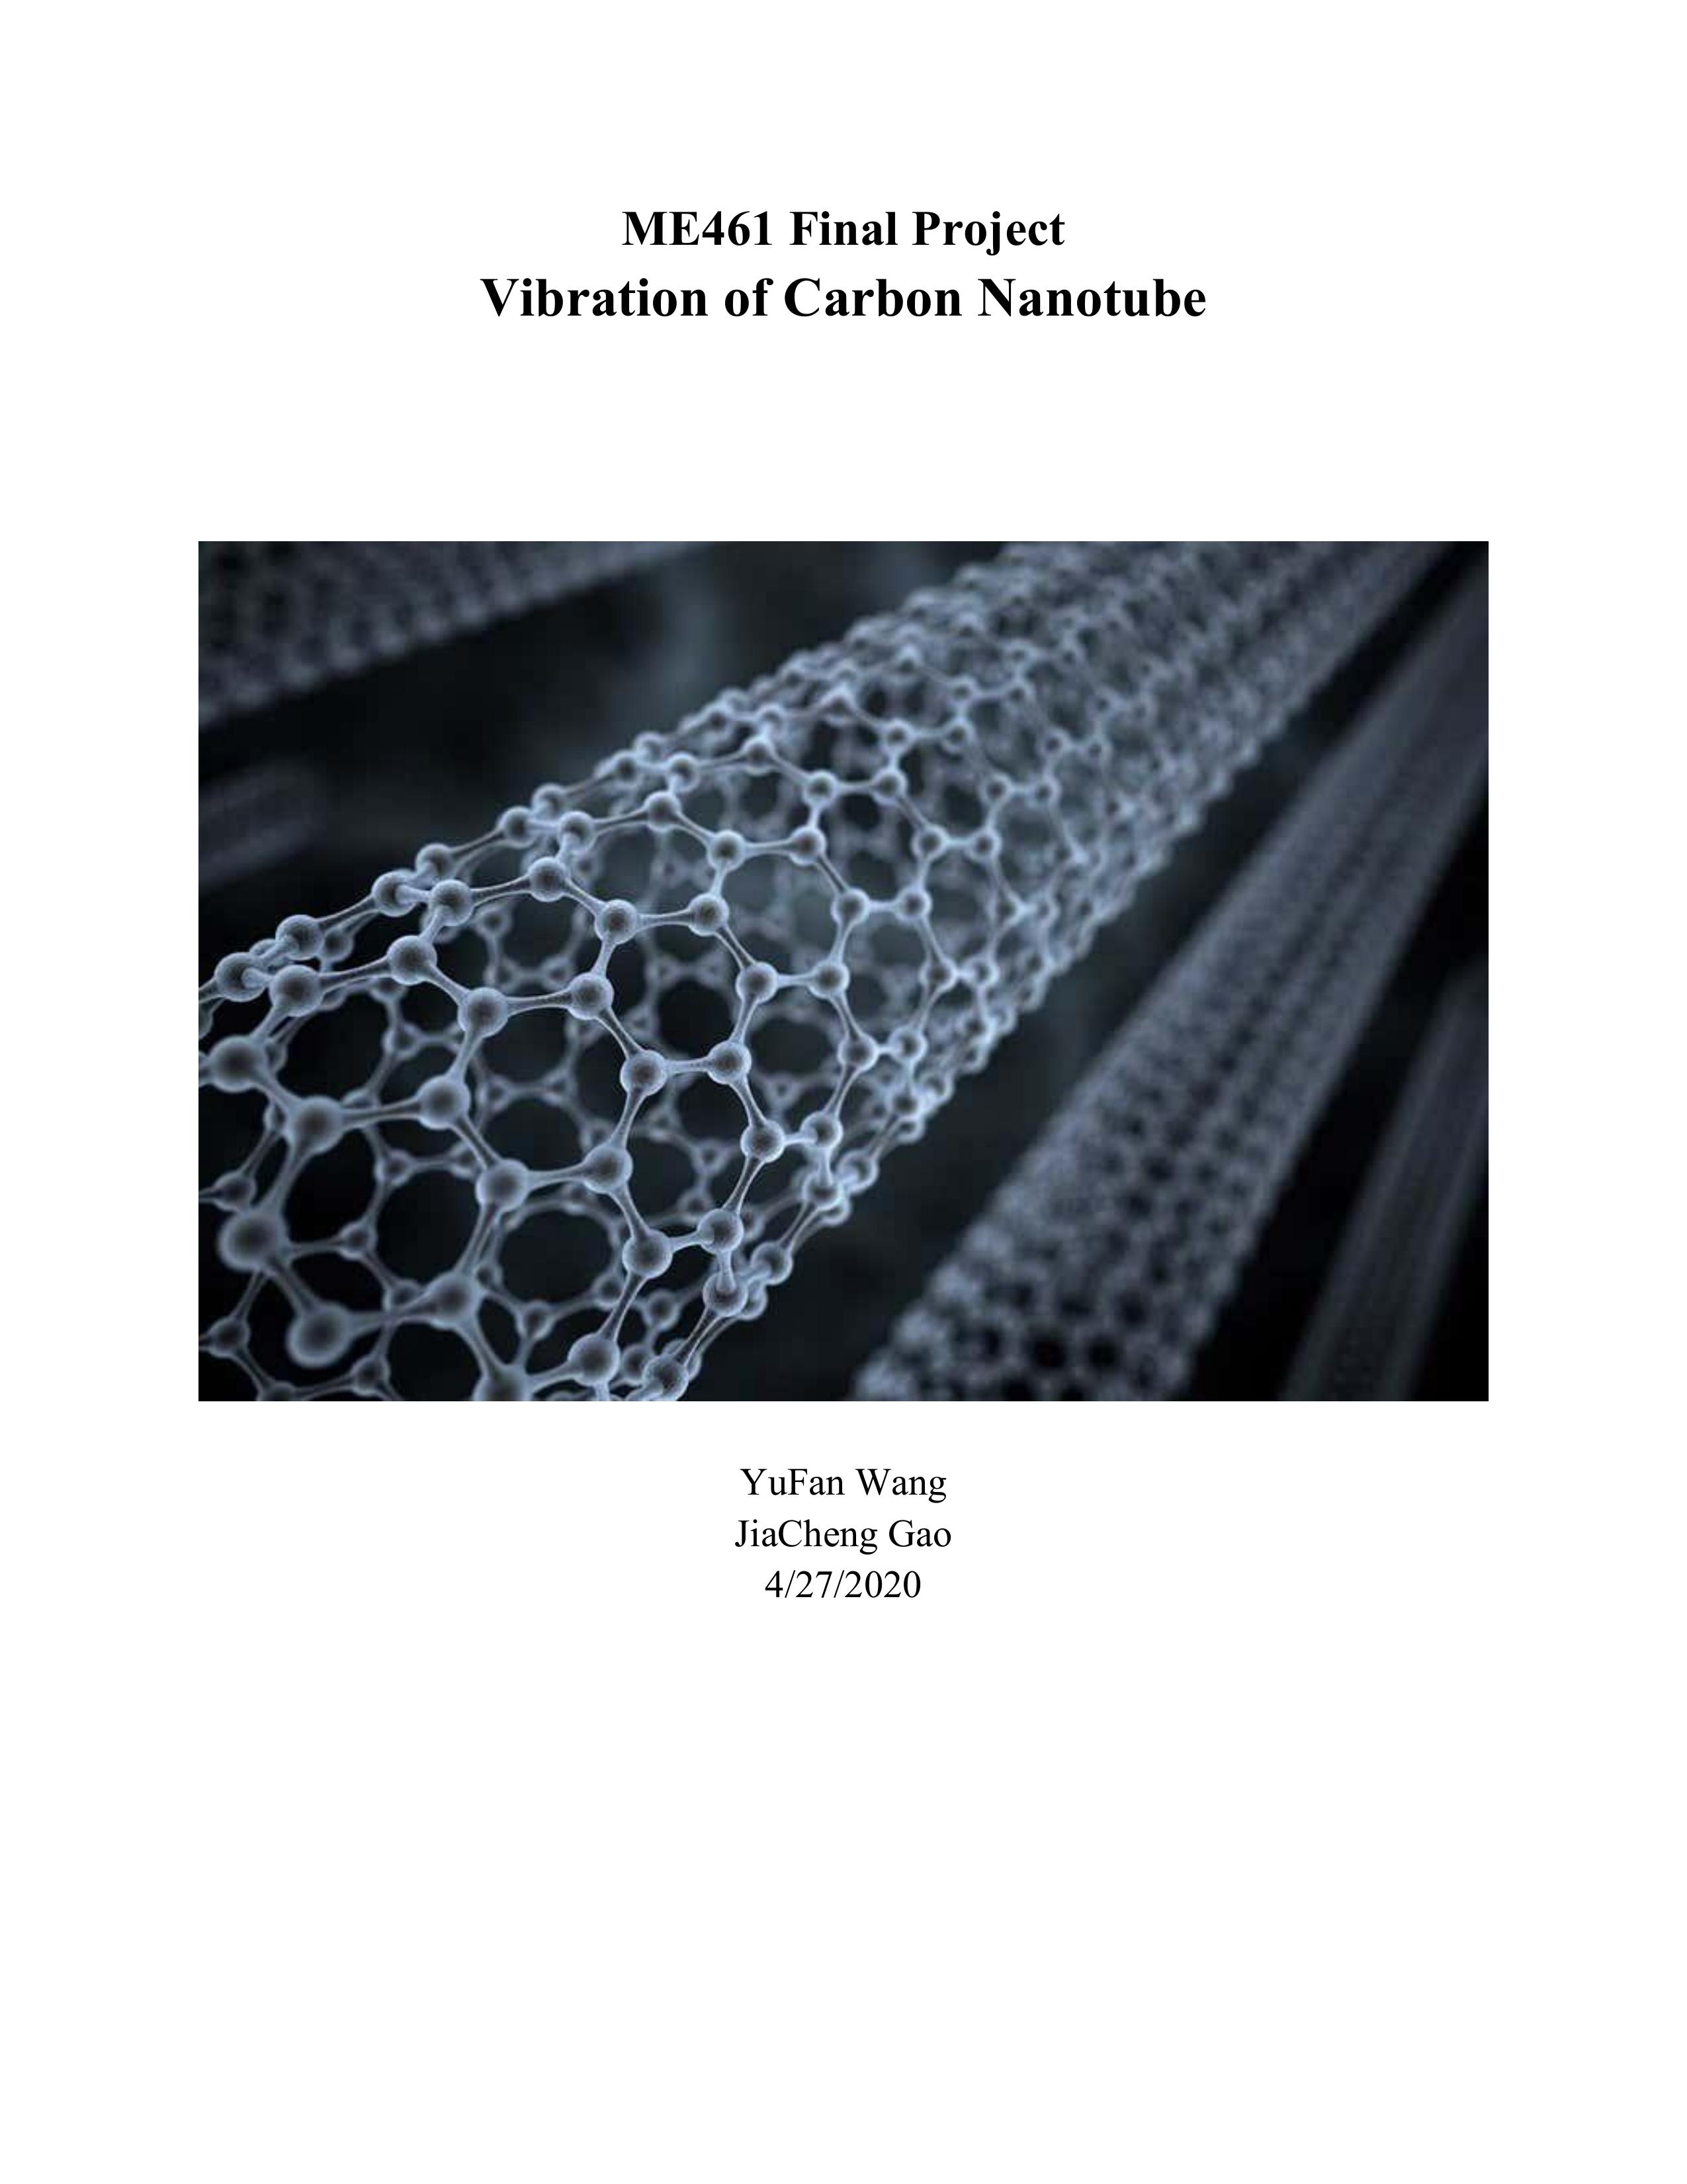 ME461 Final Project
Vibration of Carbon Nanotube
YuFan Wang
JiaCheng Gao
4/27/2020